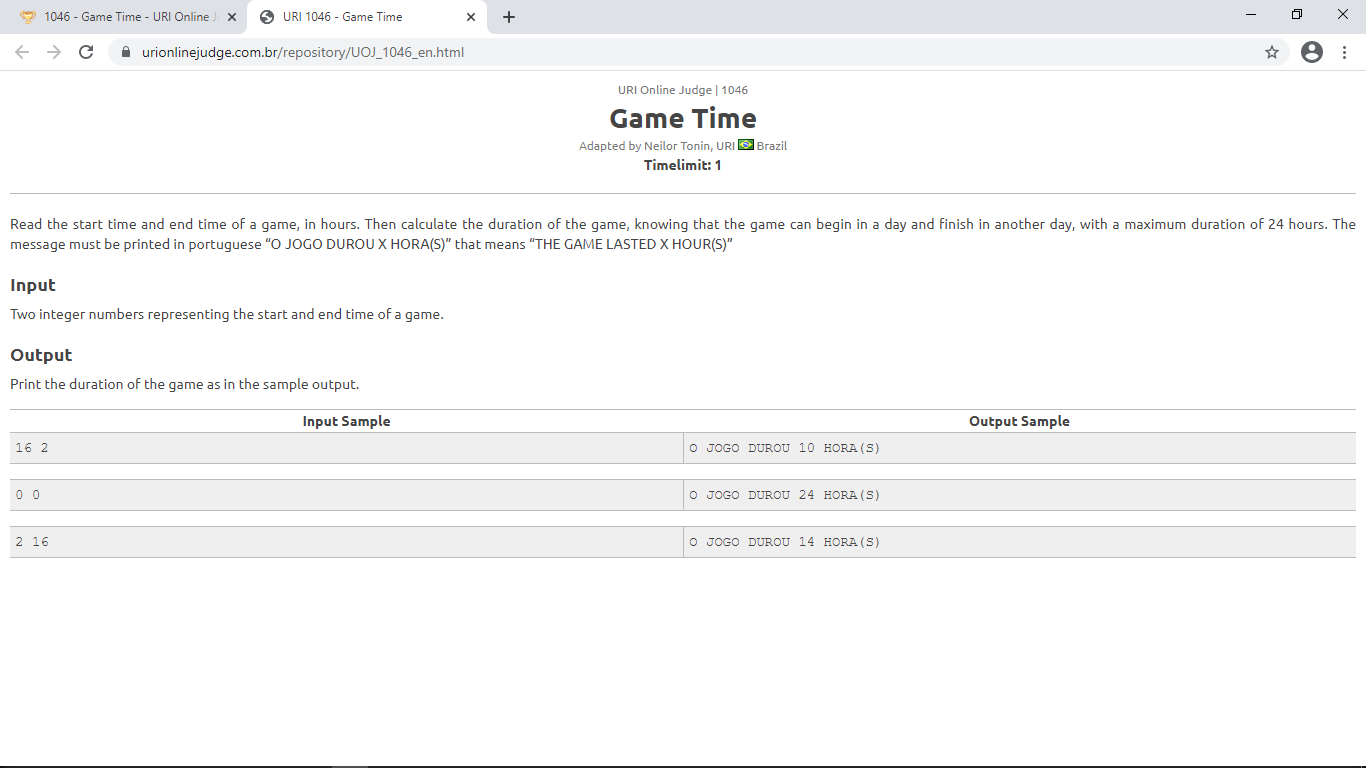 1046 - Game Time - URI Online J
URI 1046 - Game Time
urionlinejudge.com.br/repository/UOJ_1046_en.html
URI Online Judge | 1046
Game Time
Adapted by Neilor Tonin, URI Brazil
Timelimit: 1
Read the start time and end time of a game, in hours. Then calculate the duration of the game, knowing that the game can begin in a day and finish in another day, with a maximum duration of 24 hours. The
message must be printed in portuguese “O JOGO DUROU X HORA(S)” that means “THE GAME LASTED X HOUR(S)”
Input
Two integer numbers representing the start and end time of a game.
Output
Print the duration of the game as in the sample output.
Input Sample Output Sample
16 2 O JOGO DUROU 10 HORA(S)
0 0 O JOGO DUROU 24 HORA(S)
2 16 O JOGO DUROU 14 HORA(S)